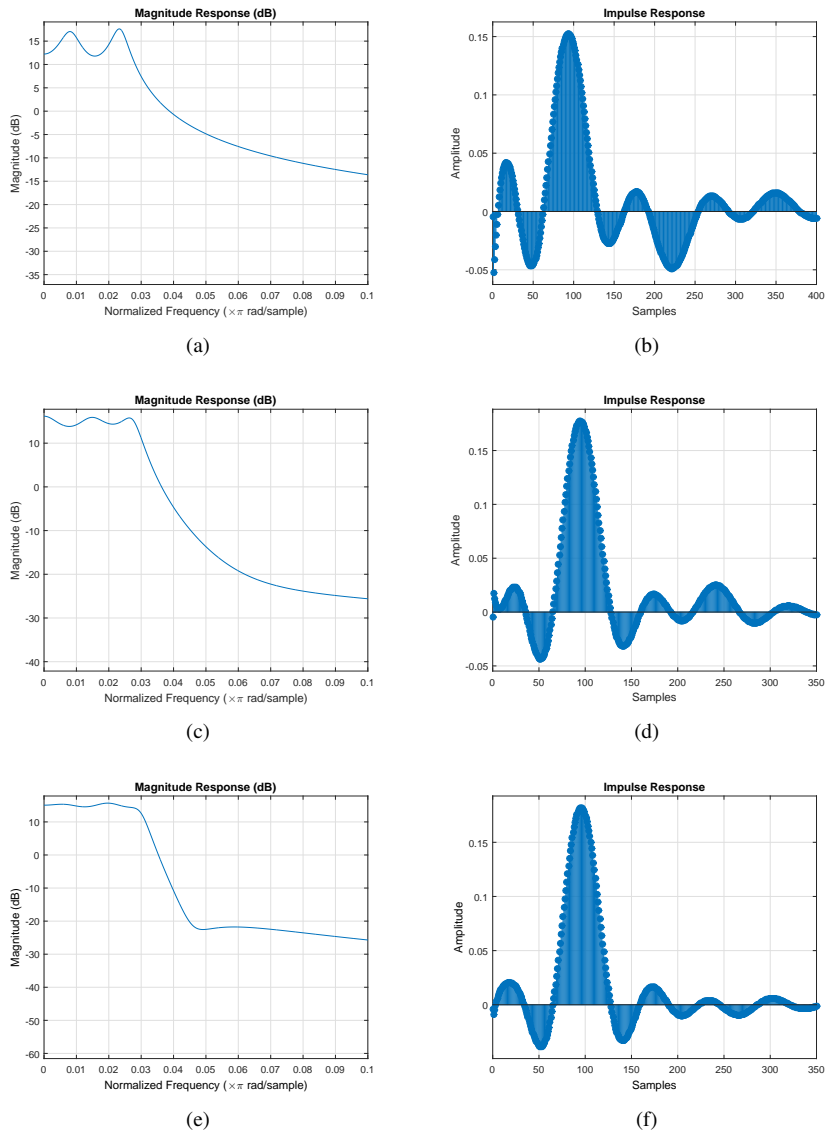 Magnitude Response (dB)
15
10
5
0
-5
-10
-15
-20
-25
-30
-35
Magnitude (dB)
0 0.01 0.02 0.03 0.04 0.05 0.06 0.07 0.08 0.09 0.1
Normalized Frequency (×π rad/sample)
(a)
Impulse Response
0.15
0.1
0.05
0
-0.05
Amplitude
0 50 100 150 200 250 300 350 400
Samples
(b)
Magnitude Response (dB)
10
0
-10
-20
-30
-40
Magnitude (dB)
0 0.01 0.02 0.03 0.04 0.05 0.06 0.07 0.08 0.09 0.1
Normalized Frequency (×π rad/sample)
(c)
Impulse Response
0.15
0.1
0.05
0
-0.05
Amplitude
0 50 100 150 200 250 300 350
Samples
(d)
Magnitude Response (dB)
10
0
-10
-20
-30
-40
-50
-60
Magnitude (dB)
0 0.01 0.02 0.03 0.04 0.05 0.06 0.07 0.08 0.09 0.1
Normalized Frequency (×π rad/sample)
(e)
Impulse Response
0.15
0.1
0.05
0
Amplitude
0 50 100 150 200 250 300 350
Samples
(f)